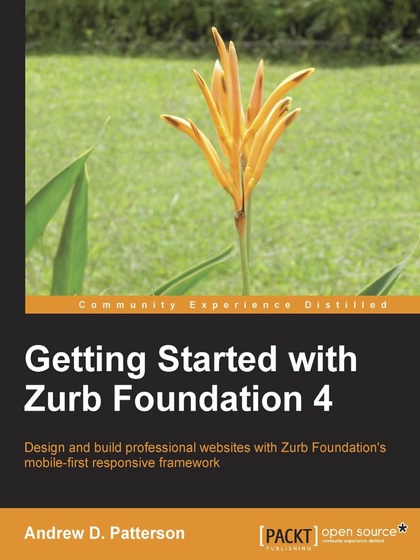 Community Experience Distilled
Getting Started with
Zurb Foundation 4
Design and build professional websites with Zurb Foundation's
mobile-first responsive framework
Andrew D. Patterson
[PACKT]
PUBLISHING
open source*
community experience distilled